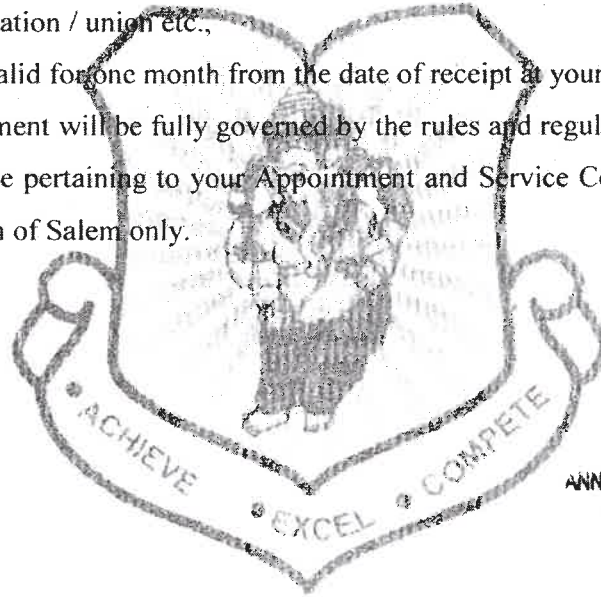 ation / union etc.,
alid for one month from the date of receipt at your
ment will be fully governed by the rules and regul
e pertaining to your Appointment and Service Co
n of Salem only.
• ACHIEVE • EXCEL • COMPETE
ANN